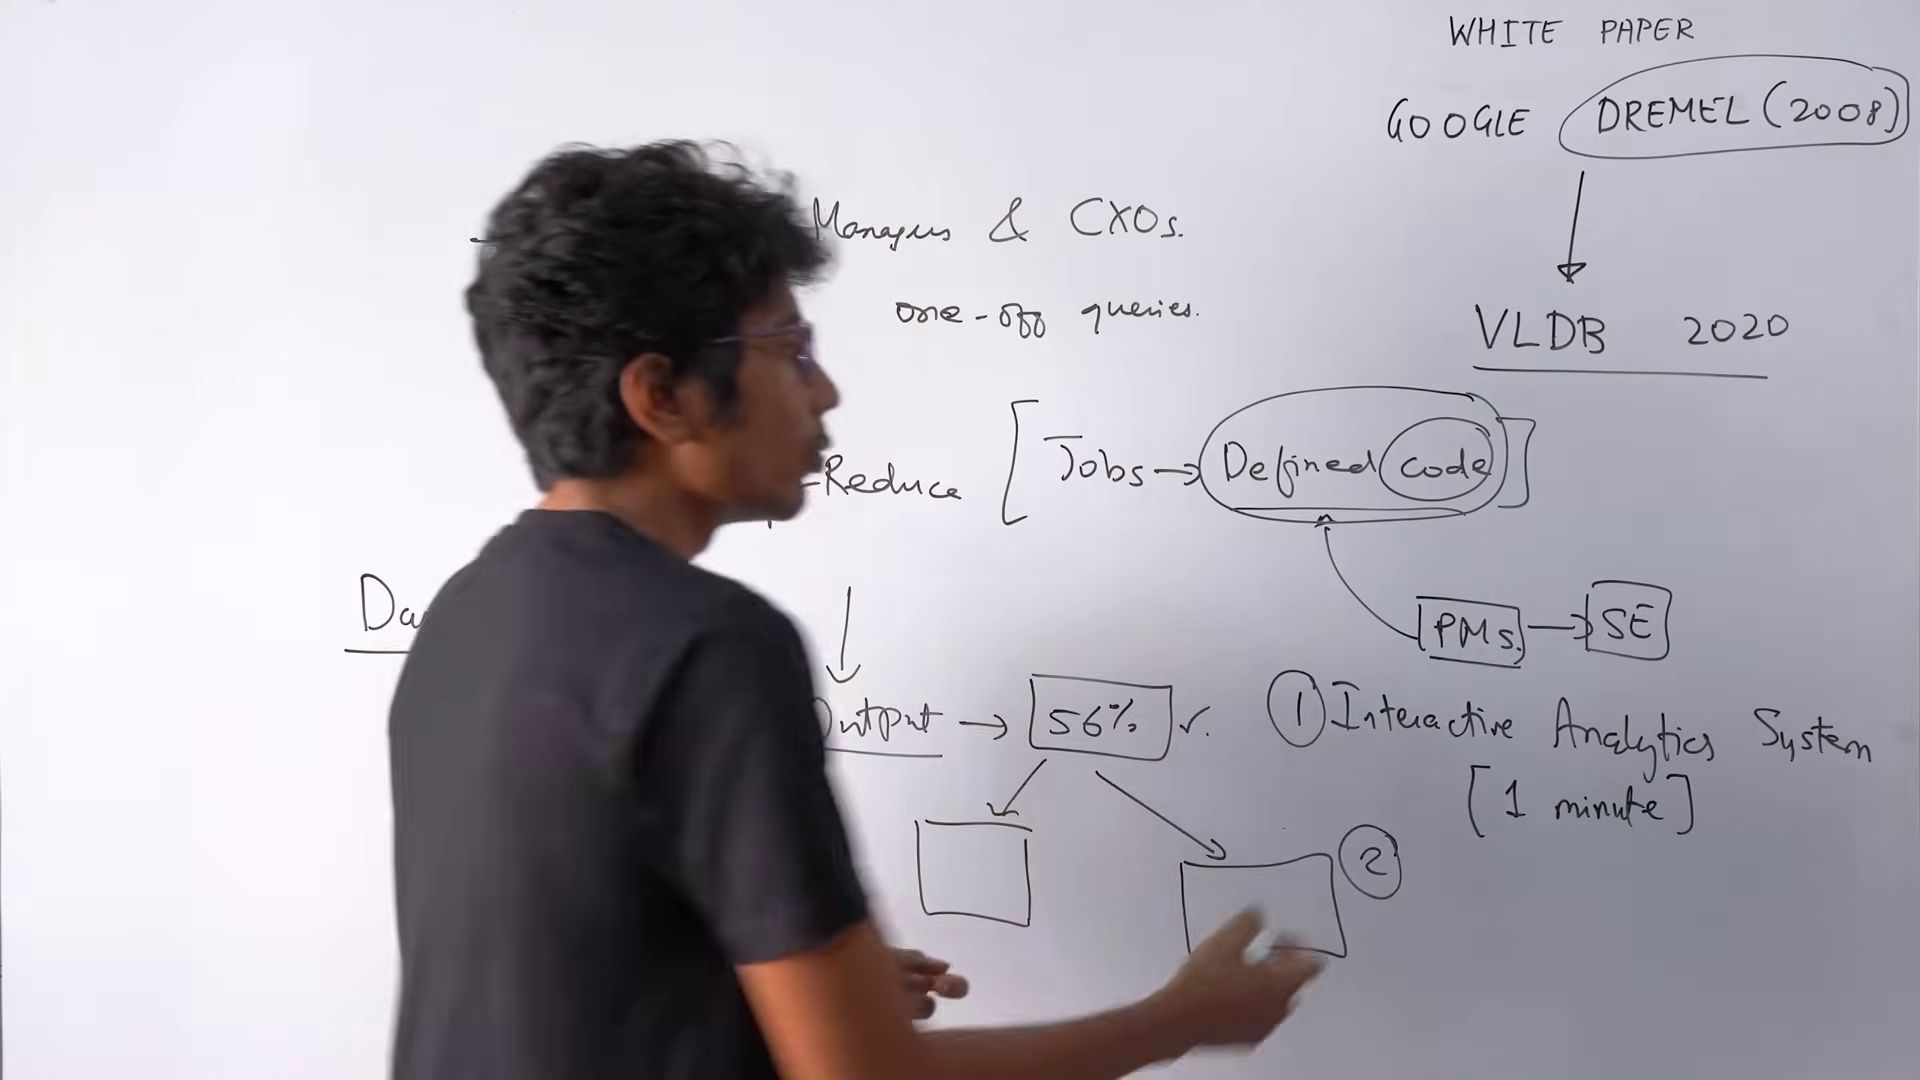 WHITE PAPER
GOOGLE DREMEL (2008)
VLDB 2020
Managers & CXOs.
one-off queries.
-Reduce [Jobs → Defined code]
PMs. → SE
Da
Output → 56% ✓.
① Interactive Analytics System
[1 minute]
②